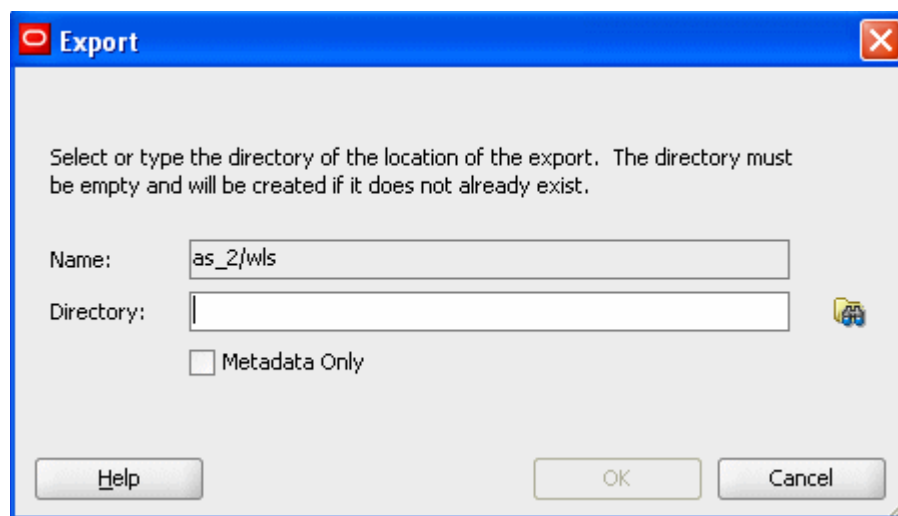 Export
Select or type the directory of the location of the export.  The directory must
be empty and will be created if it does not already exist.
Name: as_2/wls
Directory:
Metadata Only
Help OK Cancel